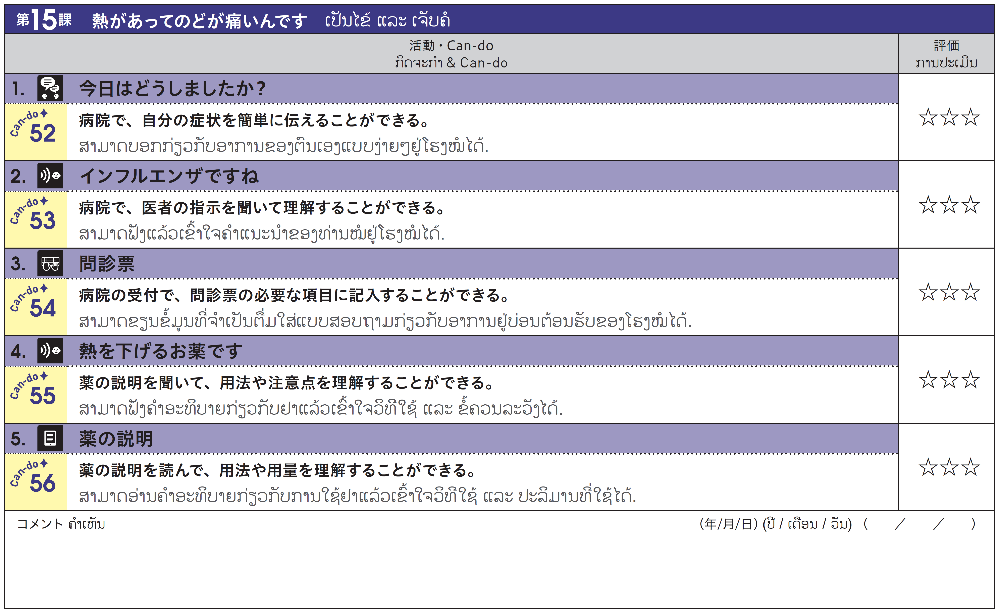 第15課 熱があってのどが痛いんです ເປັນໄຂ້ ແລະ ເຈັບຄໍ
活動・Can-do
ກິດຈະກຳ & Can-do
評価
ການປະເມີນ
1. 今日はどうしましたか？
Can-do 52
病院で、自分の症状を簡単に伝えることができる。
ສາມາດບອກກ່ຽວກັບອາການຂອງຕົນເອງແບບງ່າຍໆຢູ່ໂຮງໝໍໄດ້.
☆☆☆
2. インフルエンザですね
Can-do 53
病院で、医者の指示を聞いて理解することができる。
ສາມາດຟັງແລ້ວເຂົ້າໃຈຄຳແນະນຳຂອງທ່ານໝໍຢູ່ໂຮງໝໍໄດ້.
☆☆☆
3. 問診票
Can-do 54
病院の受付で、問診票の必要な項目に記入することができる。
ສາມາດຂຽນຂໍ້ມູນທີ່ຈຳເປັນຕື່ມໃສ່ແບບສອບຖາມກ່ຽວກັບອາການຢູ່ບ່ອນຕ້ອນຮັບຂອງໂຮງໝໍໄດ້.
☆☆☆
4. 熱を下げるお薬です
Can-do 55
薬の説明を聞いて、用法や注意点を理解することができる。
ສາມາດຟັງຄຳອະທິບາຍກ່ຽວກັບຢາແລ້ວເຂົ້າໃຈວິທີໃຊ້ ແລະ ຂໍ້ຄວນລະວັງໄດ້.
☆☆☆
5. 薬の説明
Can-do 56
薬の説明を読んで、用法や用量を理解することができる。
ສາມາດອ່ານຄຳອະທິບາຍກ່ຽວກັບການໃຊ້ຢາແລ້ວເຂົ້າໃຈວິທີໃຊ້ ແລະ ປະລິມານທີ່ໃຊ້ໄດ້.
☆☆☆
コメント ຄຳເຫັນ
（年/月/日）(ປີ / ເດືອນ / ວັນ) （ / / ）